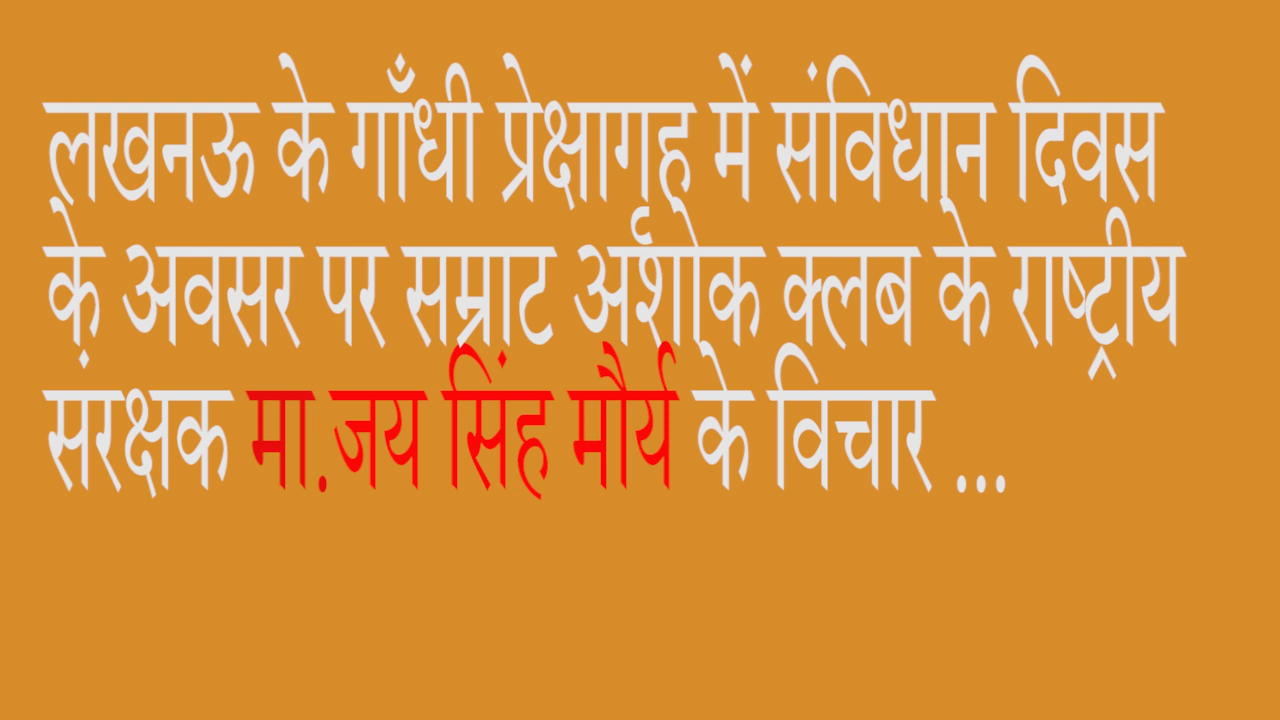 लखनऊ के गाँधी प्रेक्षागृह में संविधान दिवस
के अवसर पर सम्राट अशोक क्लब के राष्ट्रीय
संरक्षक मा.जय सिंह मौर्य के विचार ...